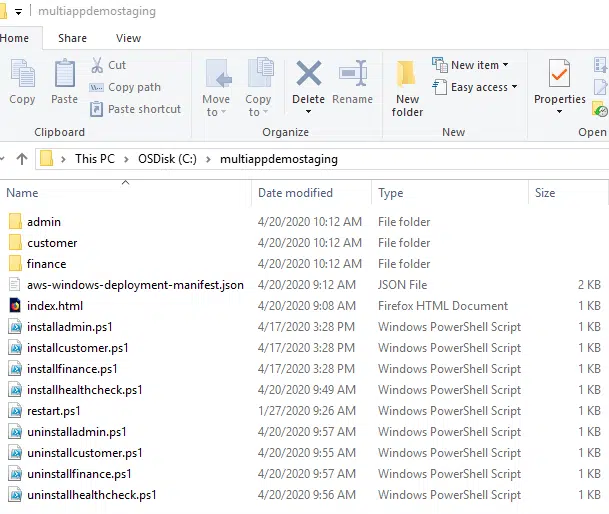 multiappdemostaging
Home Share View
Copy Paste Cut Copy path Paste shortcut Move to Copy to Delete Rename New folder New item Easy access Properties
Clipboard Organize New Open
This PC OSDisk (C:) multiappdemostaging
Name Date modified Type Size
admin 4/20/2020 10:12 AM File folder
customer 4/20/2020 10:12 AM File folder
finance 4/20/2020 10:12 AM File folder
aws-windows-deployment-manifest.json 4/20/2020 9:12 AM JSON File 2 KB
index.html 4/20/2020 9:08 AM Firefox HTML Document 1 KB
installadmin.ps1 4/17/2020 3:28 PM Windows PowerShell Script 1 KB
installcustomer.ps1 4/17/2020 3:28 PM Windows PowerShell Script 1 KB
installfinance.ps1 4/17/2020 3:28 PM Windows PowerShell Script 1 KB
installhealthcheck.ps1 4/20/2020 9:49 AM Windows PowerShell Script 1 KB
restart.ps1 1/27/2020 9:26 AM Windows PowerShell Script 1 KB
uninstalladmin.ps1 4/20/2020 9:57 AM Windows PowerShell Script 1 KB
uninstallcustomer.ps1 4/20/2020 9:55 AM Windows PowerShell Script 1 KB
uninstallfinance.ps1 4/20/2020 9:57 AM Windows PowerShell Script 1 KB
uninstallhealthcheck.ps1 4/20/2020 9:56 AM Windows PowerShell Script 1 KB